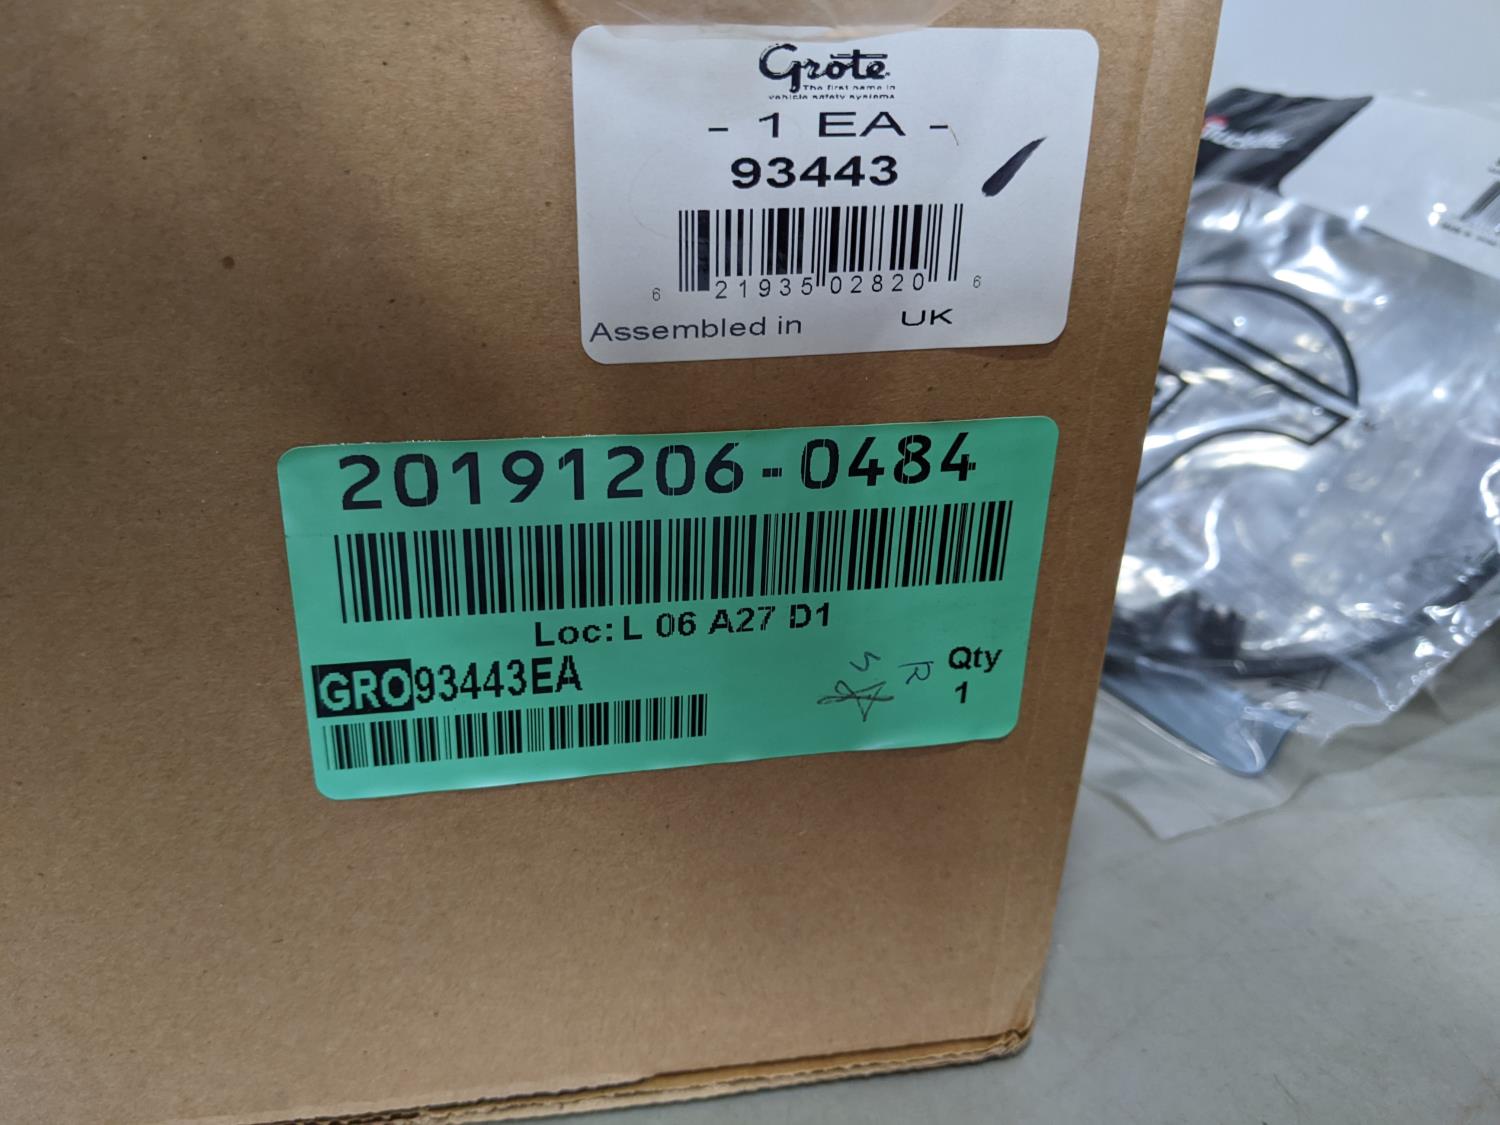 Grote
The first name in
vehicle safety systems
- 1 EA -
93443
6 21935 02820 6
Assembled in UK
20191206-0484
Loc: L 06 A27 D1
GRO93443EA
Qty
1